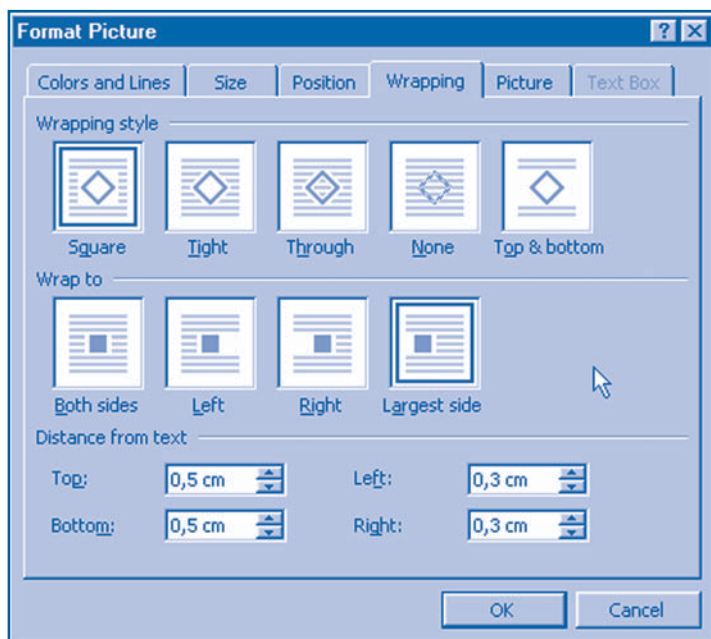 Format Picture
Colors and Lines Size Position Wrapping Picture Text Box
Wrapping style
Square Tight Through None Top & bottom
Wrap to
Both sides Left Right Largest side
Distance from text
Top: 0,5 cm Left: 0,3 cm
Bottom: 0,5 cm Right: 0,3 cm
OK Cancel